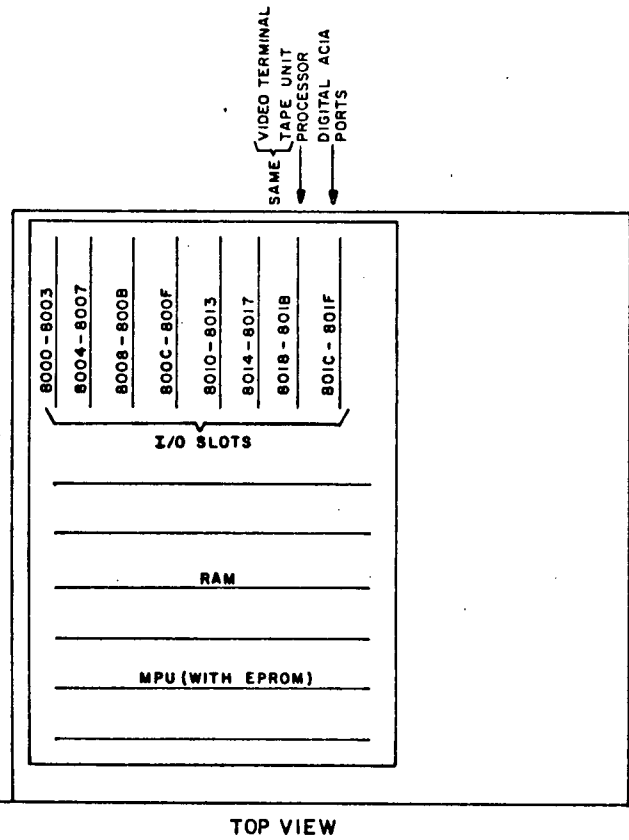 VIDEO TERMINAL
TAPE UNIT
SAME
PROCESSOR
DIGITAL ACIA
PORTS
8000-8003
8004-8007
8008-800B
800C-800F
8010-8013
8014-8017
8018-801B
801C-801F
I/O SLOTS
RAM
MPU (WITH EPROM)
TOP VIEW